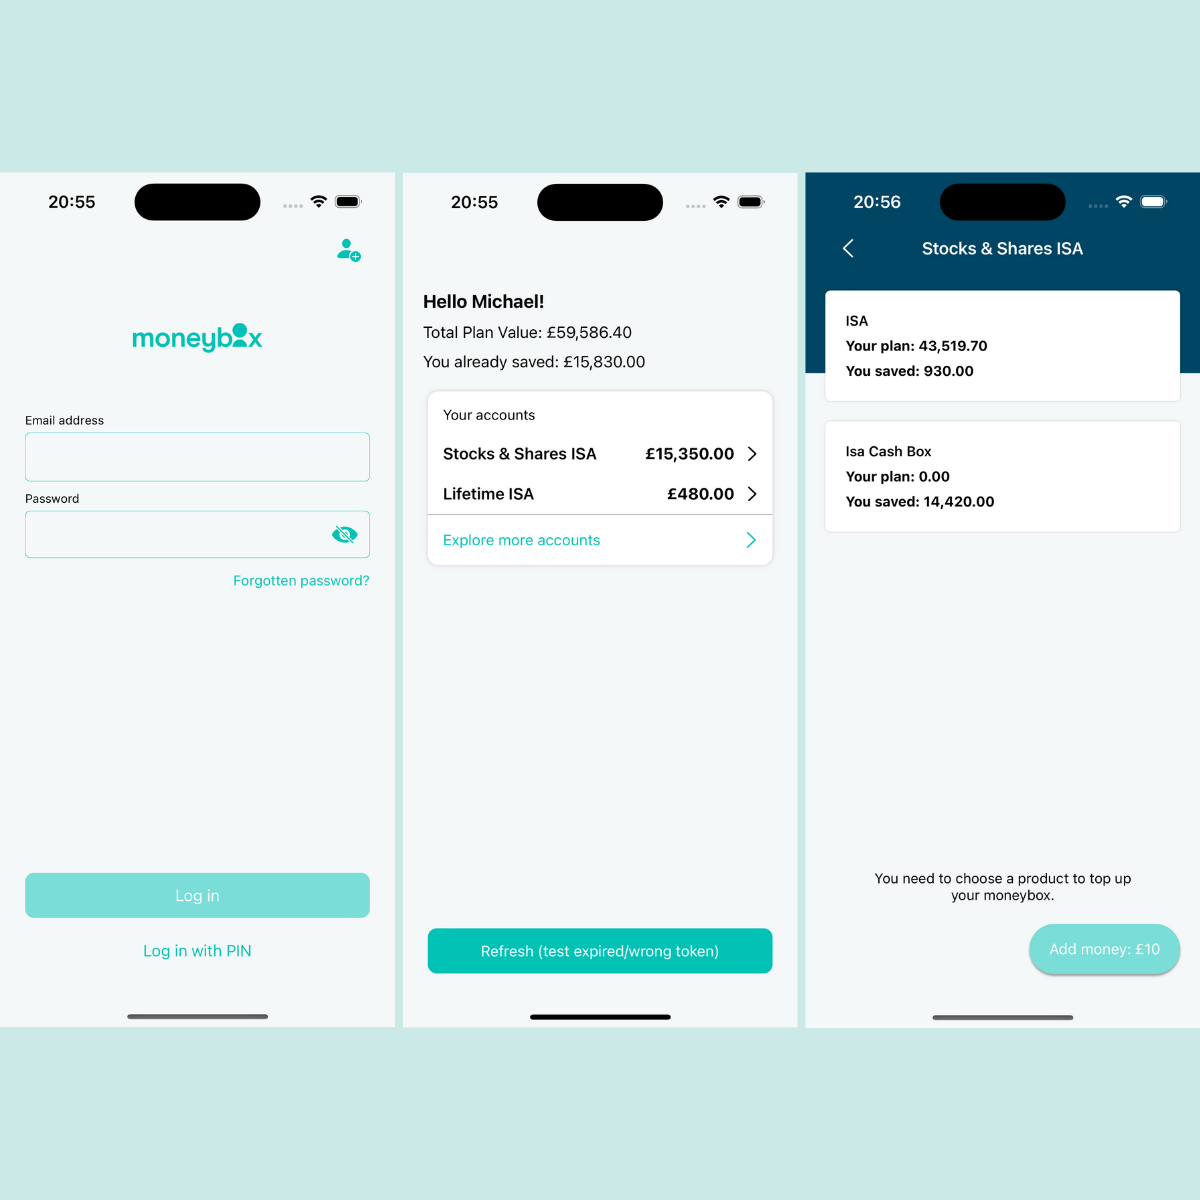 20:55
moneybox
Email address
Password
Forgotten password?
Log in
Log in with PIN
20:55
Hello Michael!
Total Plan Value: £59,586.40
You already saved: £15,830.00
Your accounts
Stocks & Shares ISA £15,350.00
Lifetime ISA £480.00
Explore more accounts
Refresh (test expired/wrong token)
20:56
Stocks & Shares ISA
ISA
Your plan: 43,519.70
You saved: 930.00
Isa Cash Box
Your plan: 0.00
You saved: 14,420.00
You need to choose a product to top up
your moneybox.
Add money: £10